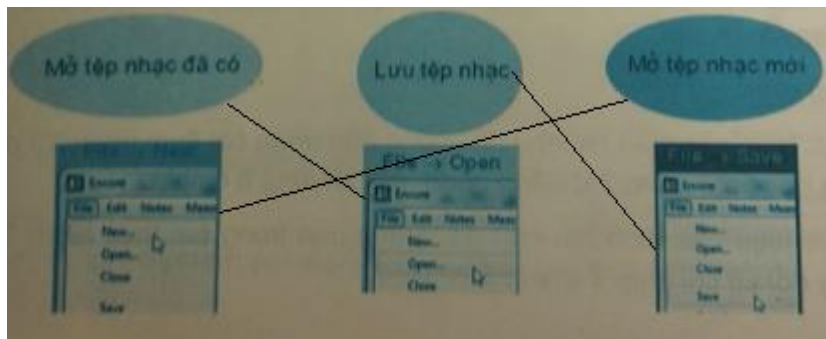 Mở tệp nhạc đã có
Lưu tệp nhạc
Mở tệp nhạc mới
File -> New
File -> Open
File -> Save
Encore
File Edit Notes
New...
Open...
Close
Save
Encore
File Edit Notes
New...
Open...
Close
Encore
File Edit Notes
New...
Open...
Close
Save